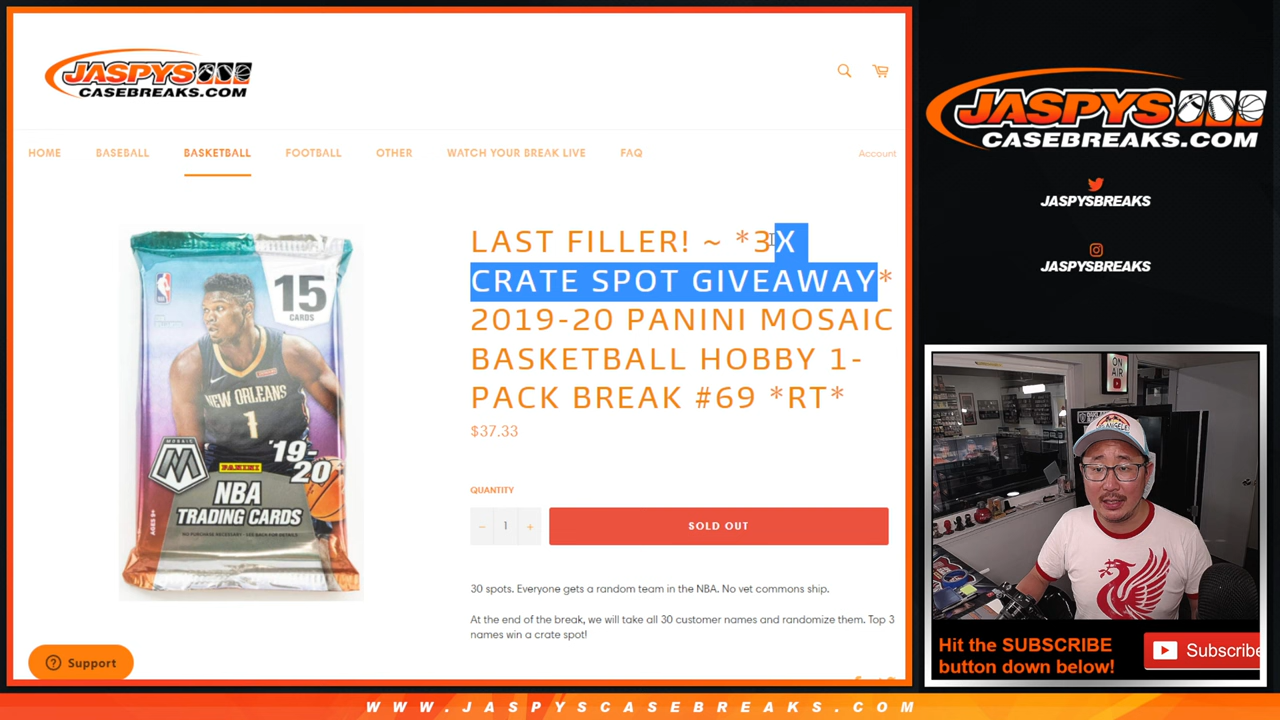 JASPYS
CASEBREAKS.COM
HOME
BASEBALL
BASKETBALL
FOOTBALL
OTHER
WATCH YOUR BREAK LIVE
FAQ
Account
15
CARDS
NEW ORLEANS
1
MOSAIC
PANINI
'19-
20
NBA
TRADING CARDS
LAST FILLER! ~ *3X
CRATE SPOT GIVEAWAY*
2019-20 PANINI MOSAIC
BASKETBALL HOBBY 1-
PACK BREAK #69 *RT*
$37.33
QUANTITY
− 1 +
SOLD OUT
30 spots. Everyone gets a random team in the NBA. No vet commons ship.
At the end of the break, we will take all 30 customer names and randomize them. Top 3
names win a crate spot!
Support
JASPYS
CASEBREAKS.COM
JASPYSBREAKS
JASPYSBREAKS
ON
AIR
Hit the SUBSCRIBE
button down below!
Subscribe
WWW.JASPYSCASEBREAKS.COM